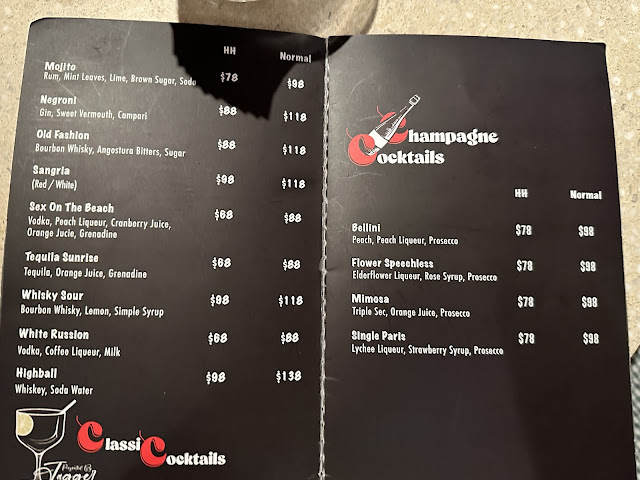 HH Normal
Mojito
Rum, Mint Leaves, Lime, Brown Sugar, Soda $78 $98
Negroni
Gin, Sweet Vermouth, Campari $88 $118
Old Fashion
Bourbon Whisky, Angostura Bitters, Sugar $88 $118
Sangria
(Red / White) $98 $118
Sex On The Beach $68 $88
Vodka, Peach Liqueur, Cranberry Juice,
Orange Jucie, Grenadine
Tequila Sunrise $68 $88
Tequila, Orange Juice, Grenadine
Whisky Sour $98 $118
Bourbon Whisky, Lemon, Simple Syrup
White Russion $68 $88
Vodka, Coffee Liqueur, Milk
Highball $98 $138
Whiskey, Soda Water
Classic
Cocktails
Prepared By
Jagger
Champagne
Cocktails
HH Normal
Bellini $78 $98
Peach, Peach Liqueur, Prosecco
Flower Speechless $78 $98
Elderflower Liqueur, Rose Syrup, Prosecco
Mimosa $78 $98
Triple Sec, Orange Juice, Prosecco
Single Paris $78 $98
Lychee Liqueur, Strawberry Syrup, Prosecco